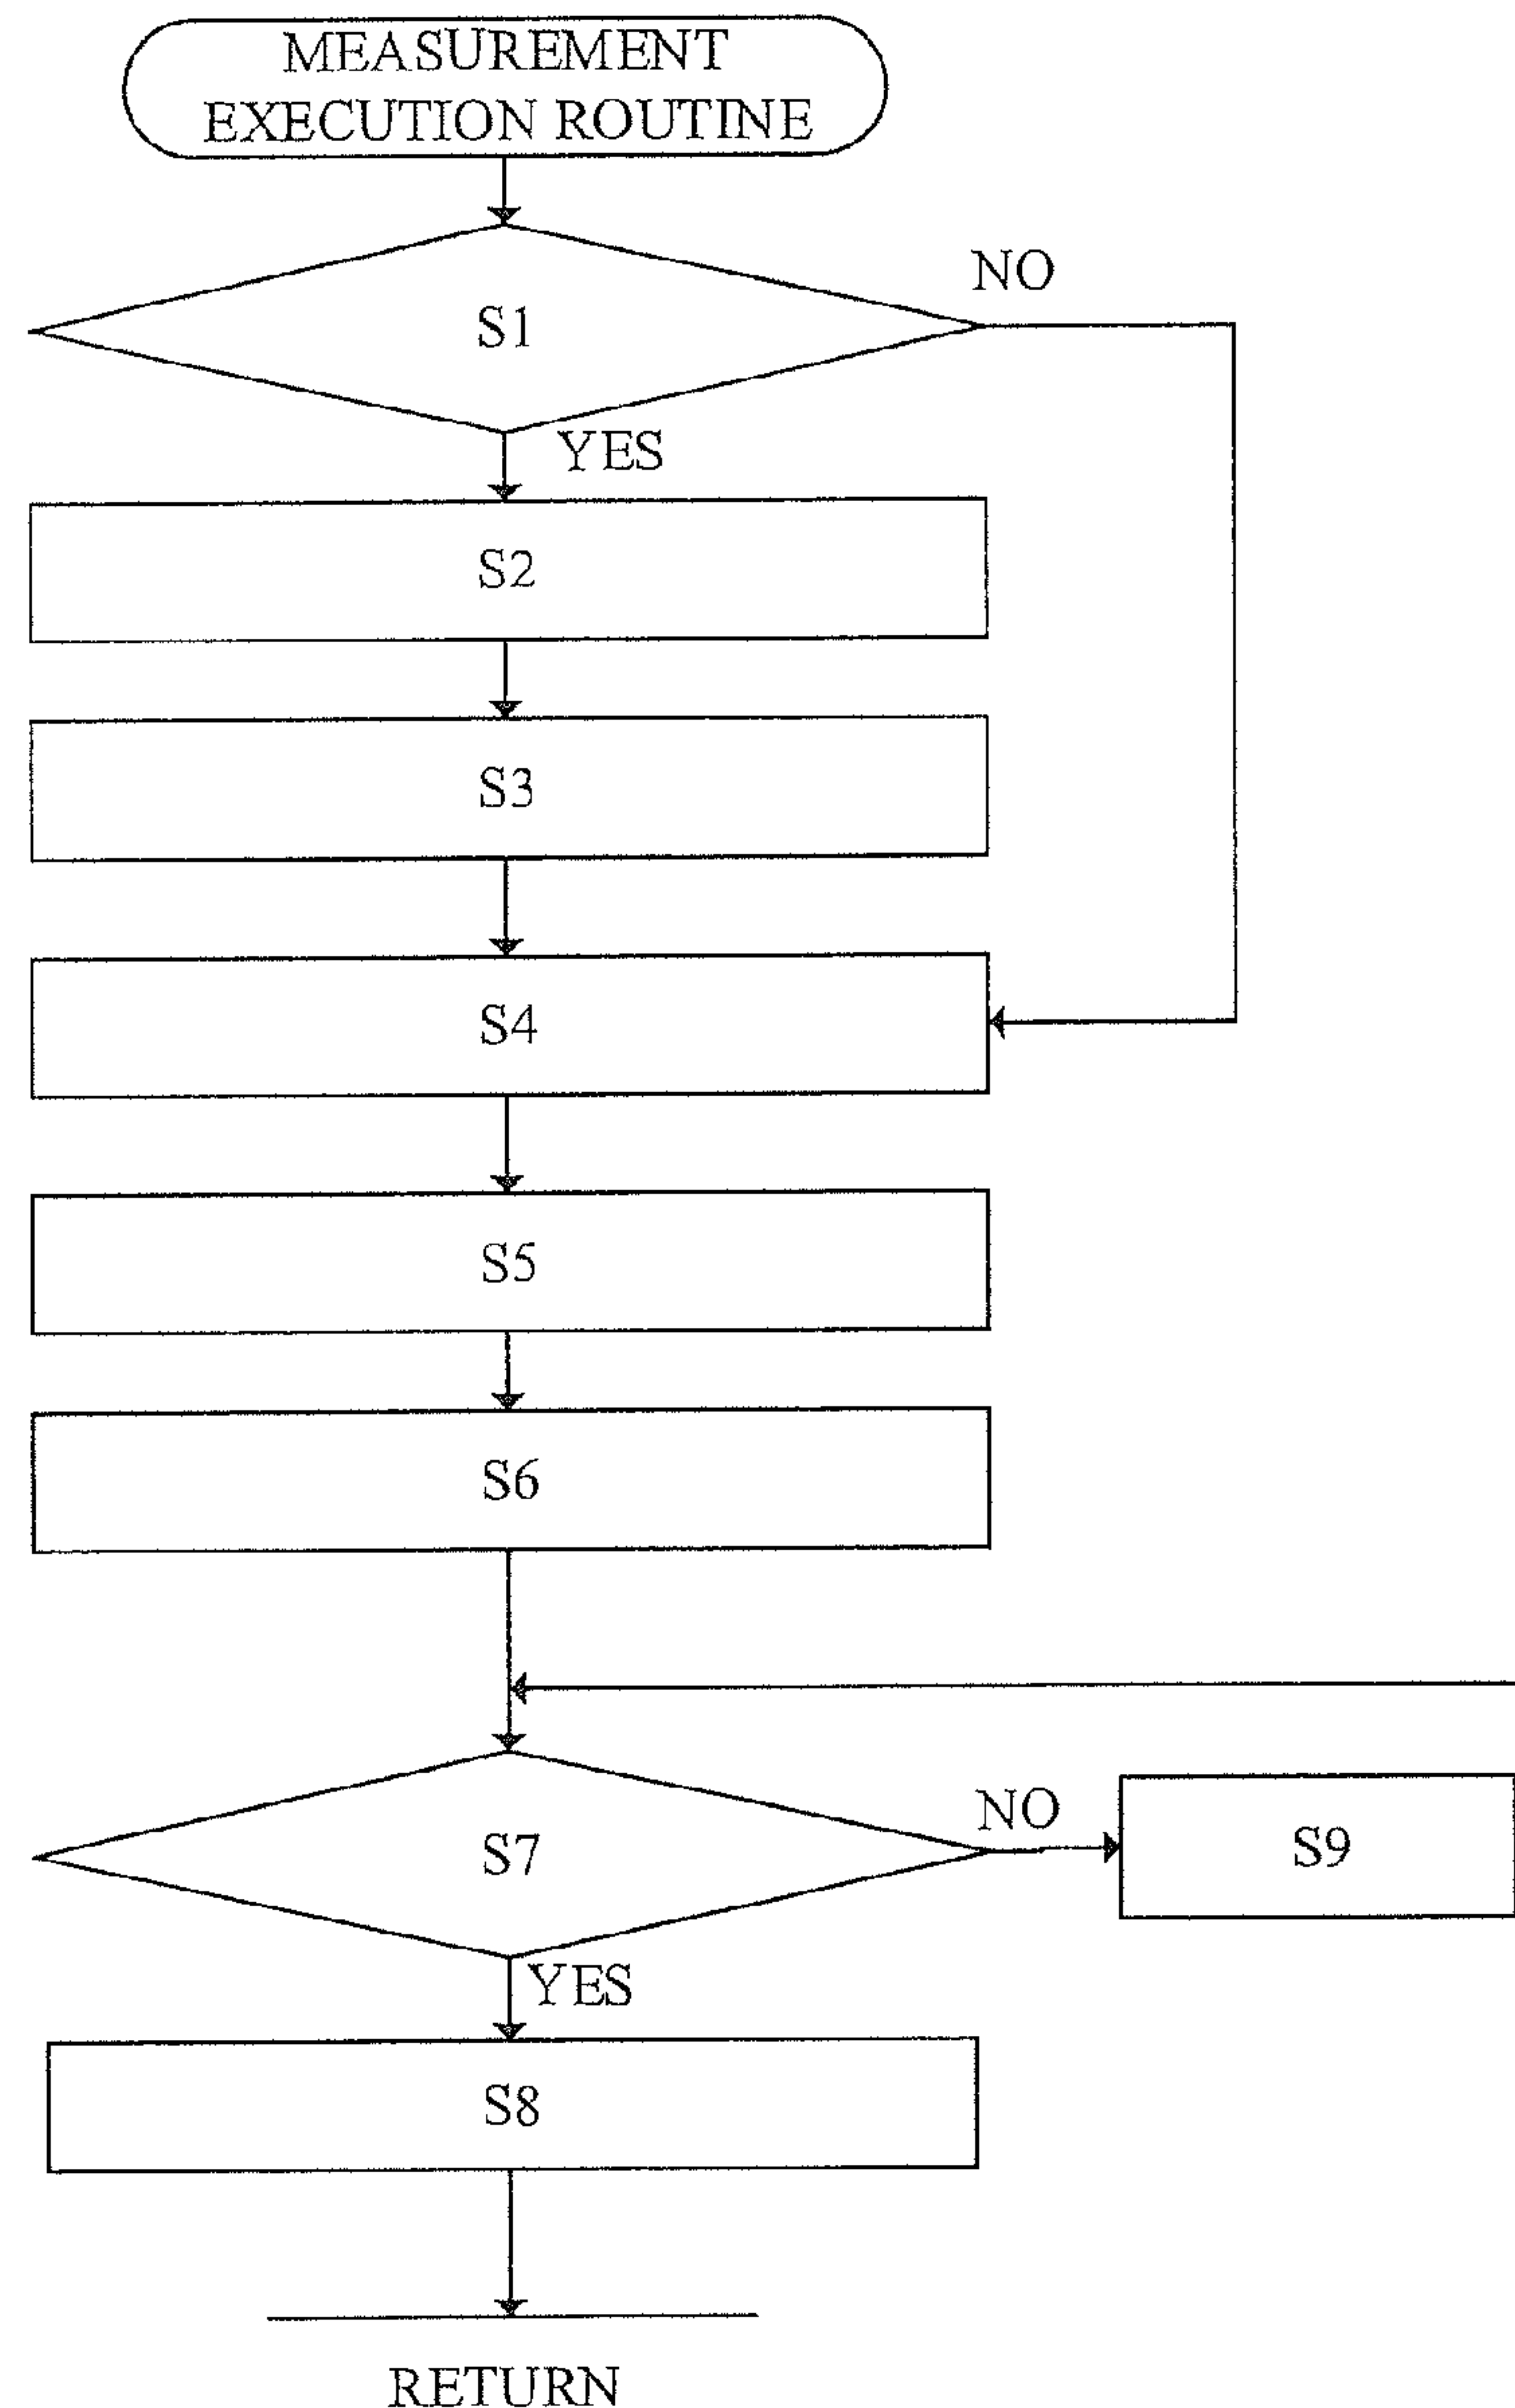 MEASUREMENT
EXECUTION ROUTINE
S1
NO
YES
S2
S3
S4
S5
S6
S7
NO
S9
YES
S8
RETURN